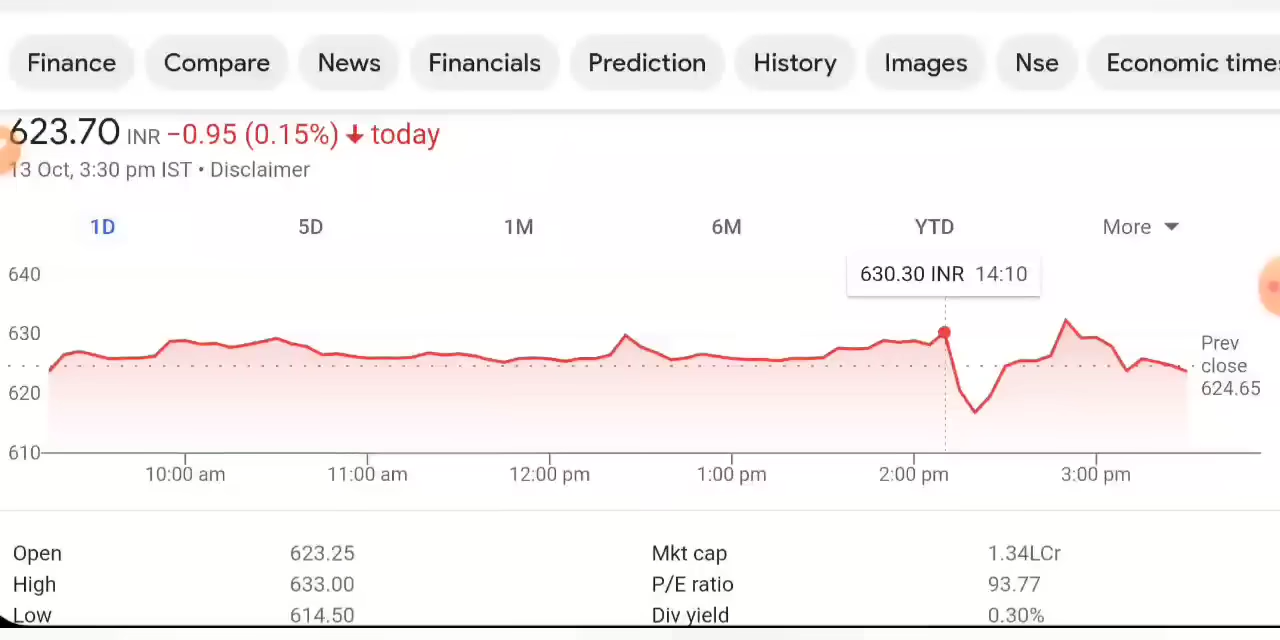 Finance Compare News Financials Prediction History Images Nse Economic times
623.70 INR −0.95 (0.15%) ↓ today
13 Oct, 3:30 pm IST • Disclaimer
1D 5D 1M 6M YTD More
630.30 INR 14:10
640
630
620
610
Prev
close
624.65
10:00 am 11:00 am 12:00 pm 1:00 pm 2:00 pm 3:00 pm
Open 623.25 Mkt cap 1.34LCr
High 633.00 P/E ratio 93.77
Low 614.50 Div yield 0.30%